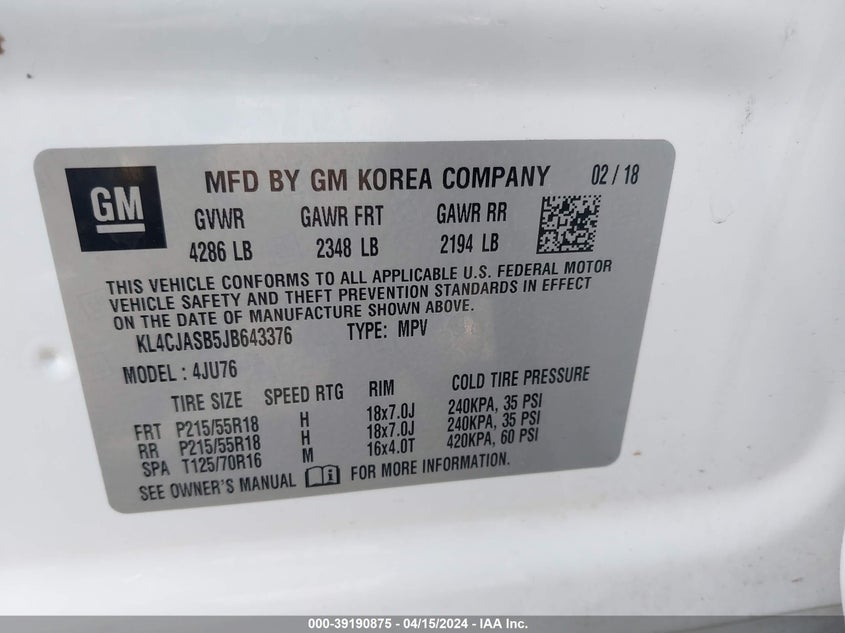 GM
MFD BY GM KOREA COMPANY 02 / 18
GVWR GAWR FRT GAWR RR
4286 LB 2348 LB 2194 LB
THIS VEHICLE CONFORMS TO ALL APPLICABLE U.S. FEDERAL MOTOR
VEHICLE SAFETY AND THEFT PREVENTION STANDARDS IN EFFECT
ON THE DATE OF MANUFACTURE SHOWN ABOVE.
KL4CJASB5JB643376 TYPE: MPV
MODEL : 4JU76
TIRE SIZE SPEED RTG RIM COLD TIRE PRESSURE
FRT P215/55R18 H 18x7.0J 240KPA, 35 PSI
RR P215/55R18 H 18x7.0J 240KPA, 35 PSI
SPA T125/70R16 M 16x4.0T 420KPA, 60 PSI
SEE OWNER'S MANUAL FOR MORE INFORMATION.
000-39190875 - 04/15/2024 - IAA Inc.